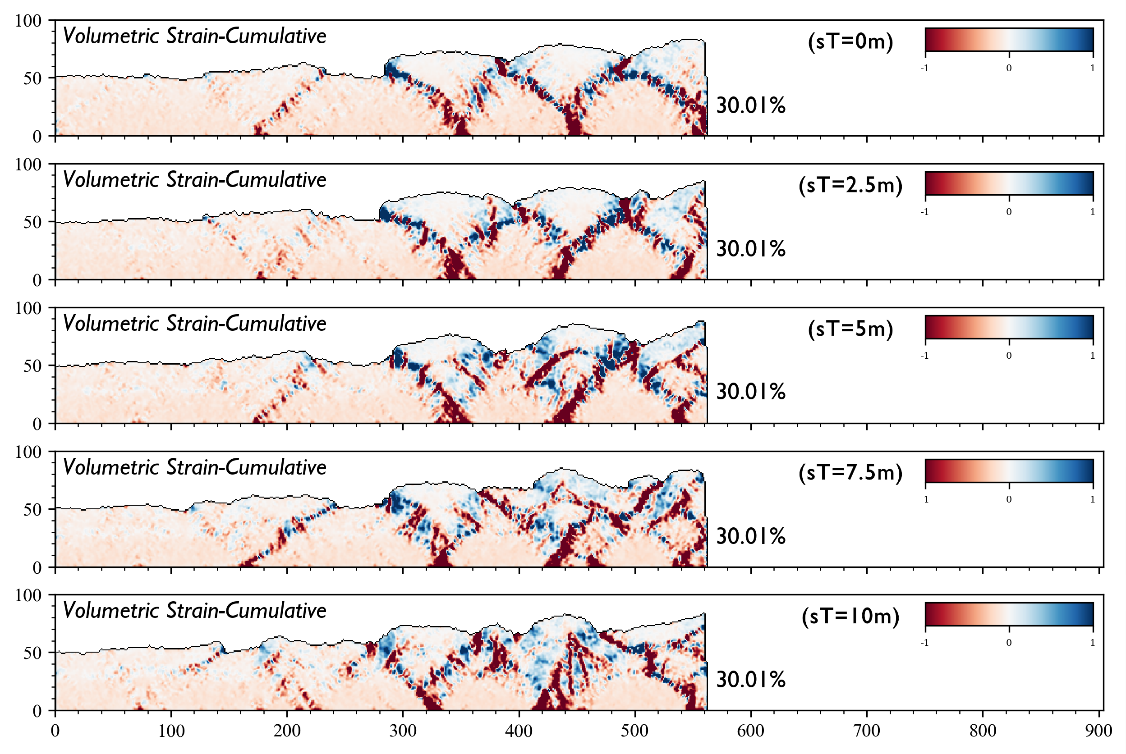 100
Volumetric Strain-Cumulative
(sT=0m)
50
-1 0 1
30.01%
0
100
Volumetric Strain-Cumulative
(sT=2.5m)
50
-1 0 1
30.01%
0
100
Volumetric Strain-Cumulative
(sT=5m)
50
-1 0 1
30.01%
0
100
Volumetric Strain-Cumulative
(sT=7.5m)
50
1 0 1
30.01%
0
100
Volumetric Strain-Cumulative
(sT=10m)
50
-1 0 1
30.01%
0
0 100 200 300 400 500 600 700 800 900